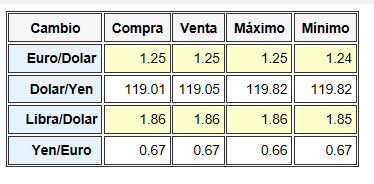 Cambio Compra Venta Máximo Mínimo
Euro/Dolar 1.25 1.25 1.25 1.24
Dolar/Yen 119.01 119.05 119.82 119.82
Libra/Dolar 1.86 1.86 1.86 1.85
Yen/Euro 0.67 0.67 0.66 0.67